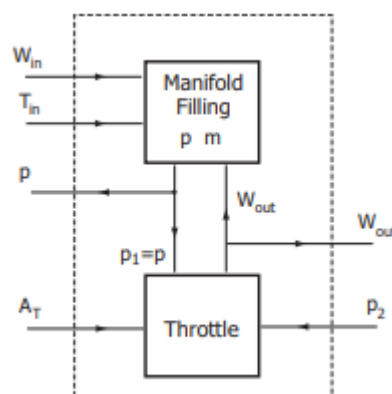 W_in
Manifold
Filling
T_in
p m
p
W_out
W_ou
p_1=p
A_T
Throttle
p_2